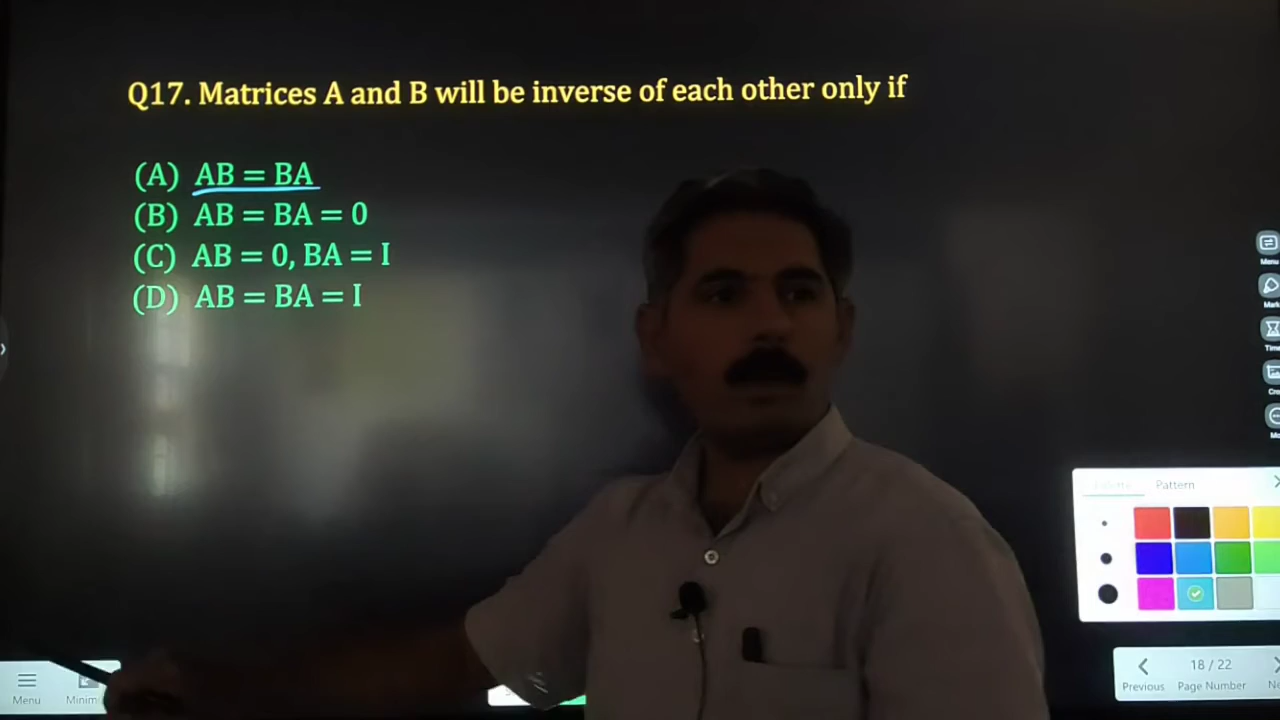 Q17. Matrices A and B will be inverse of each other only if
(A) AB = BA
(B) AB = BA = 0
(C) AB = 0, BA = I
(D) AB = BA = I
Menu
Pattern
18 / 22
Previous Page Number
Menu